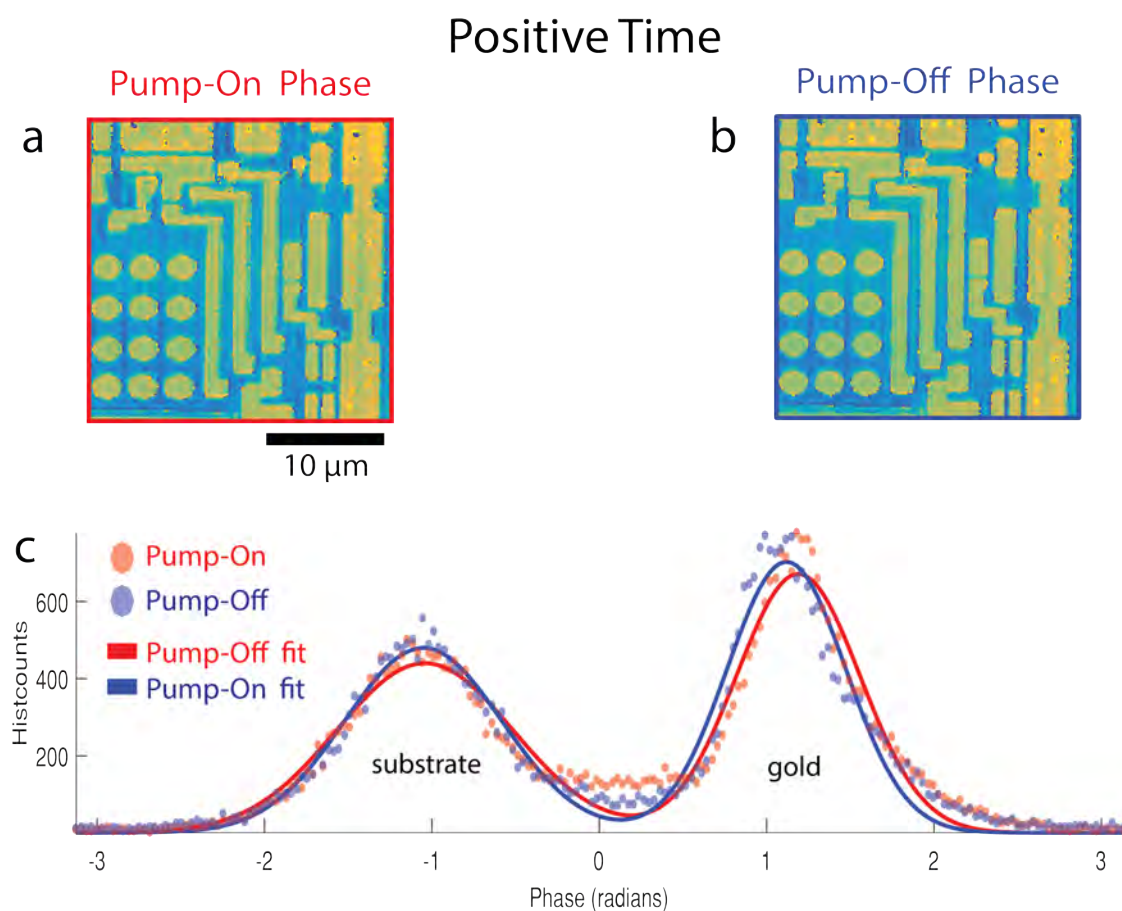 Positive Time
Pump-On Phase
Pump-Off Phase
a
b
10 μm
c
Pump-On
Pump-Off
Pump-Off fit
Pump-On fit
600
400
200
Histcounts
substrate
gold
-3 -2 -1 0 1 2 3
Phase (radians)